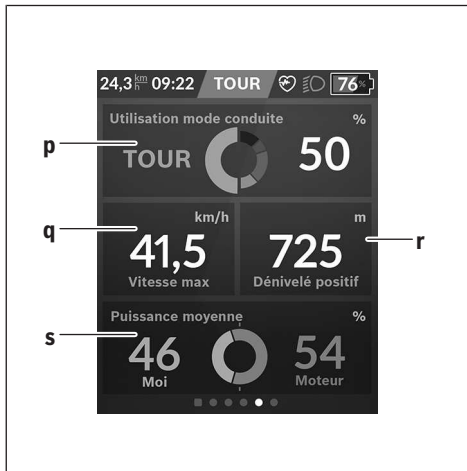 24,3 km/h 09:22 TOUR 76%
Utilisation mode conduite %
p
TOUR 50
q
km/h
41,5
Vitesse max
m
725
Dénivelé positif
r
Puissance moyenne %
s
46
Moi
54
Moteur